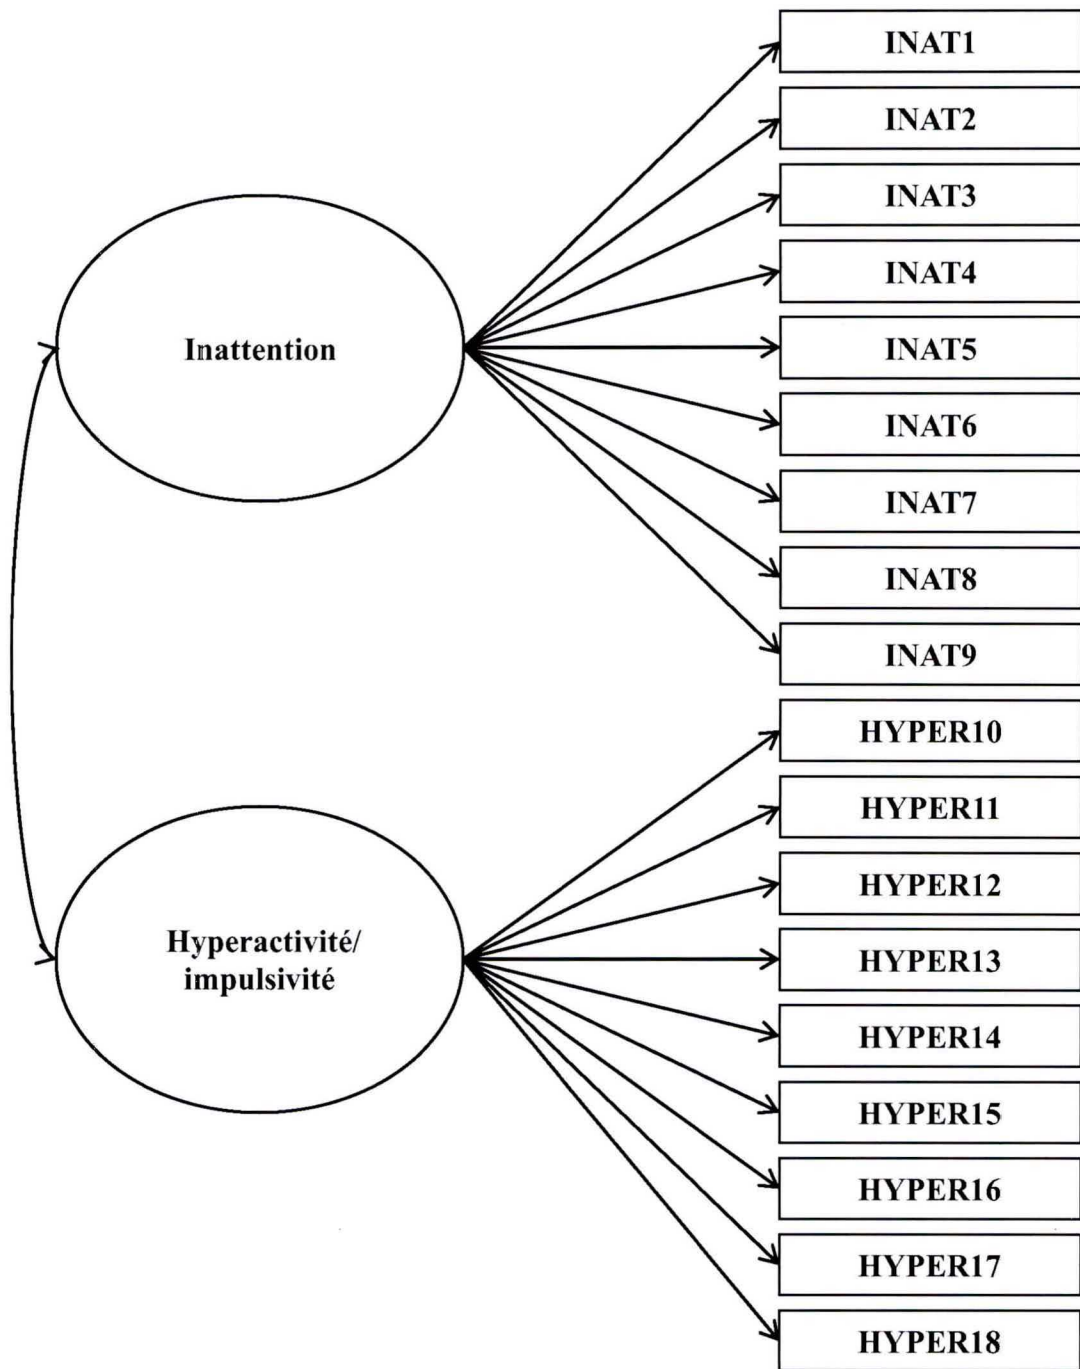 INAT1
INAT2
INAT3
INAT4
Inattention
INAT5
INAT6
INAT7
INAT8
INAT9
HYPER10
HYPER11
HYPER12
Hyperactivité/
impulsivité
HYPER13
HYPER14
HYPER15
HYPER16
HYPER17
HYPER18